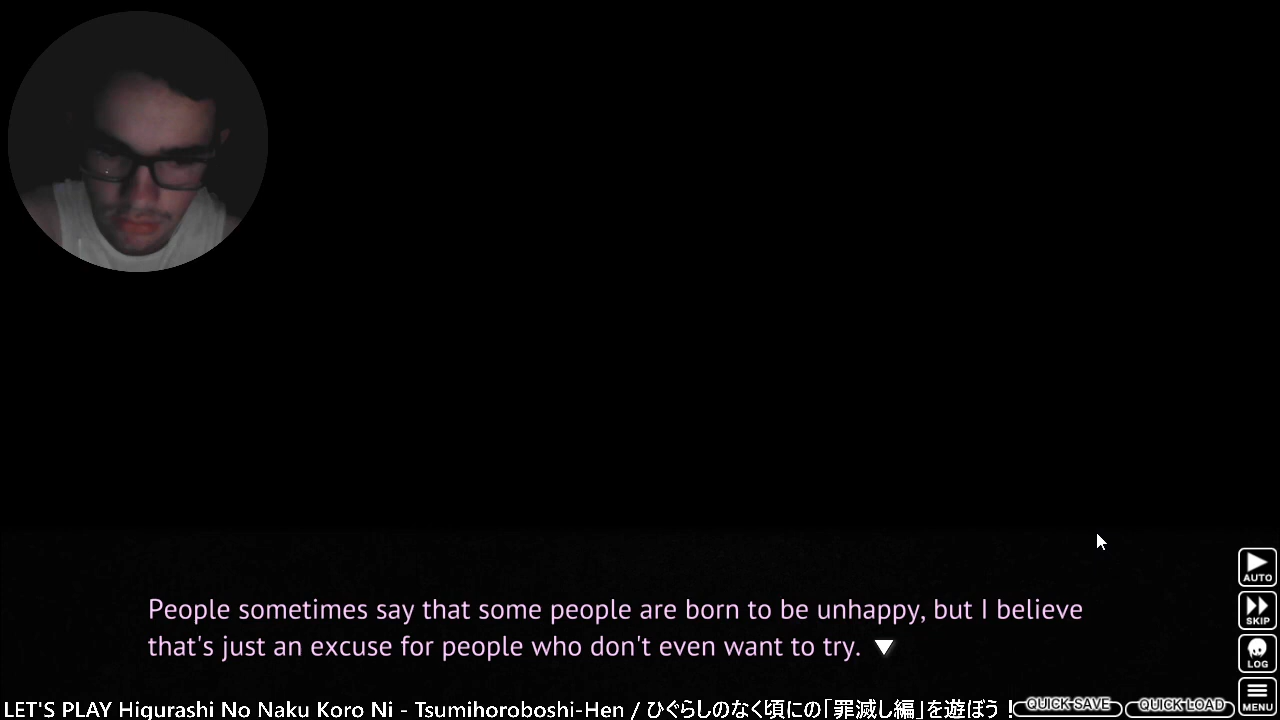 People sometimes say that some people are born to be unhappy, but I believe
that's just an excuse for people who don't even want to try.
AUTO
SKIP
LOG
MENU
QUICK SAVE
QUICK LOAD
LET'S PLAY Higurashi No Naku Koro Ni - Tsumihoroboshi-Hen / ひぐらしのなく頃にの「罪滅し編」を遊ぼう！